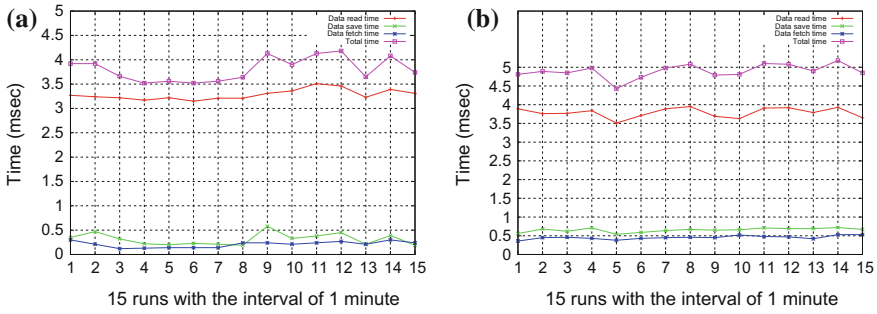 (a)
Data read time
Data save time
Data fetch time
Total time
Time (msec)
5
4.5
4
3.5
3
2.5
2
1.5
1
0.5
0
1 2 3 4 5 6 7 8 9 10 11 12 13 14 15
15 runs with the interval of 1 minute
(b)
Data read time
Data save time
Data fetch time
Total time
Time (msec)
5
4.5
4
3.5
3
2.5
2
1.5
1
0.5
0
1 2 3 4 5 6 7 8 9 10 11 12 13 14 15
15 runs with the interval of 1 minute